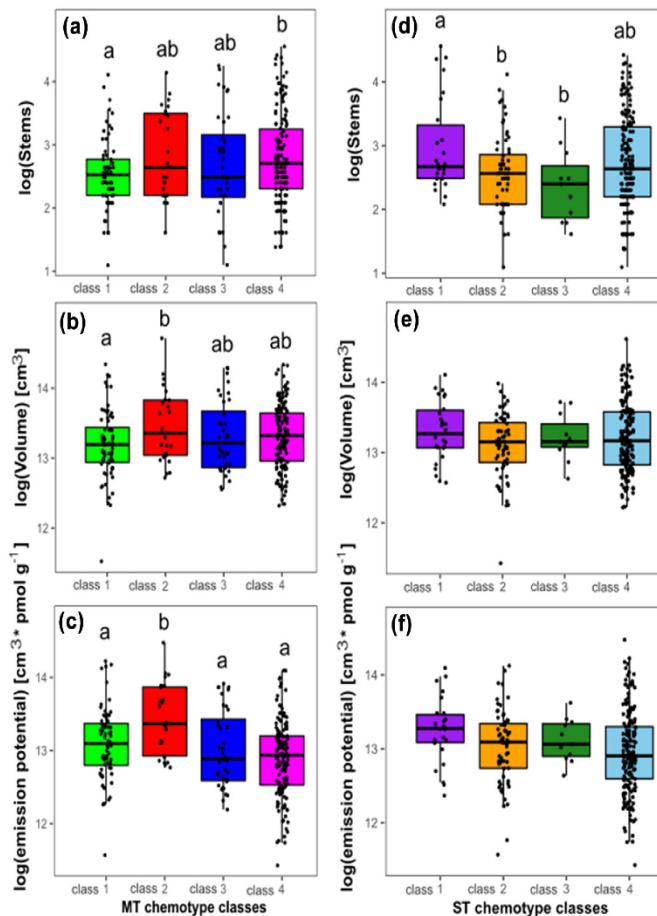 (a)
a
ab
ab
b
log(Stems)
4
3
2
1
class 1
class 2
class 3
class 4
(d)
a
b
b
ab
log(Stems)
4
3
2
1
class 1
class 2
class 3
class 4
(b)
a
b
ab
ab
log(Volume) [cm³]
14
13
12
class 1
class 2
class 3
class 4
(e)
log(Volume) [cm³]
14
13
12
class 1
class 2
class 3
class 4
(c)
a
b
a
a
log(emission potential) [cm³* pmol g⁻¹]
14
13
12
class 1
class 2
class 3
class 4
MT chemotype classes
(f)
log(emission potential) [cm³* pmol g⁻¹]
14
13
12
class 1
class 2
class 3
class 4
ST chemotype classes